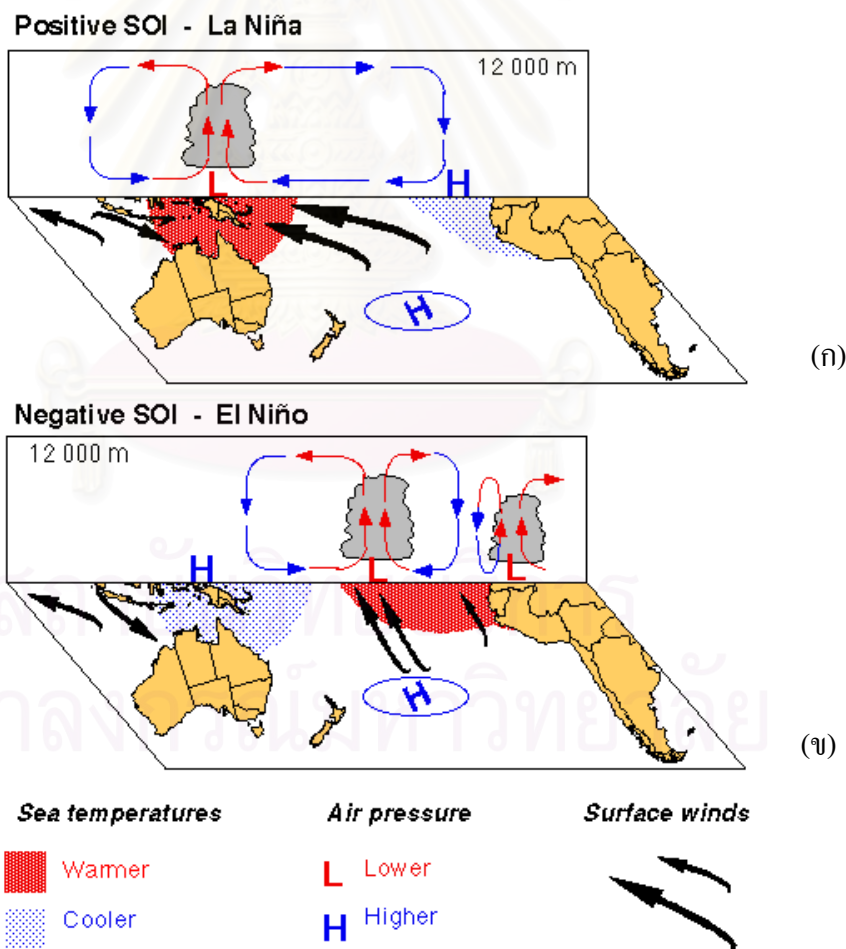 Positive SOI - La Niña
12 000 m
L
H
H
(ก)
Negative SOI - El Niño
12 000 m
H
L
L
H
(ข)
Sea temperatures Air pressure Surface winds
Warmer L Lower
Cooler H Higher